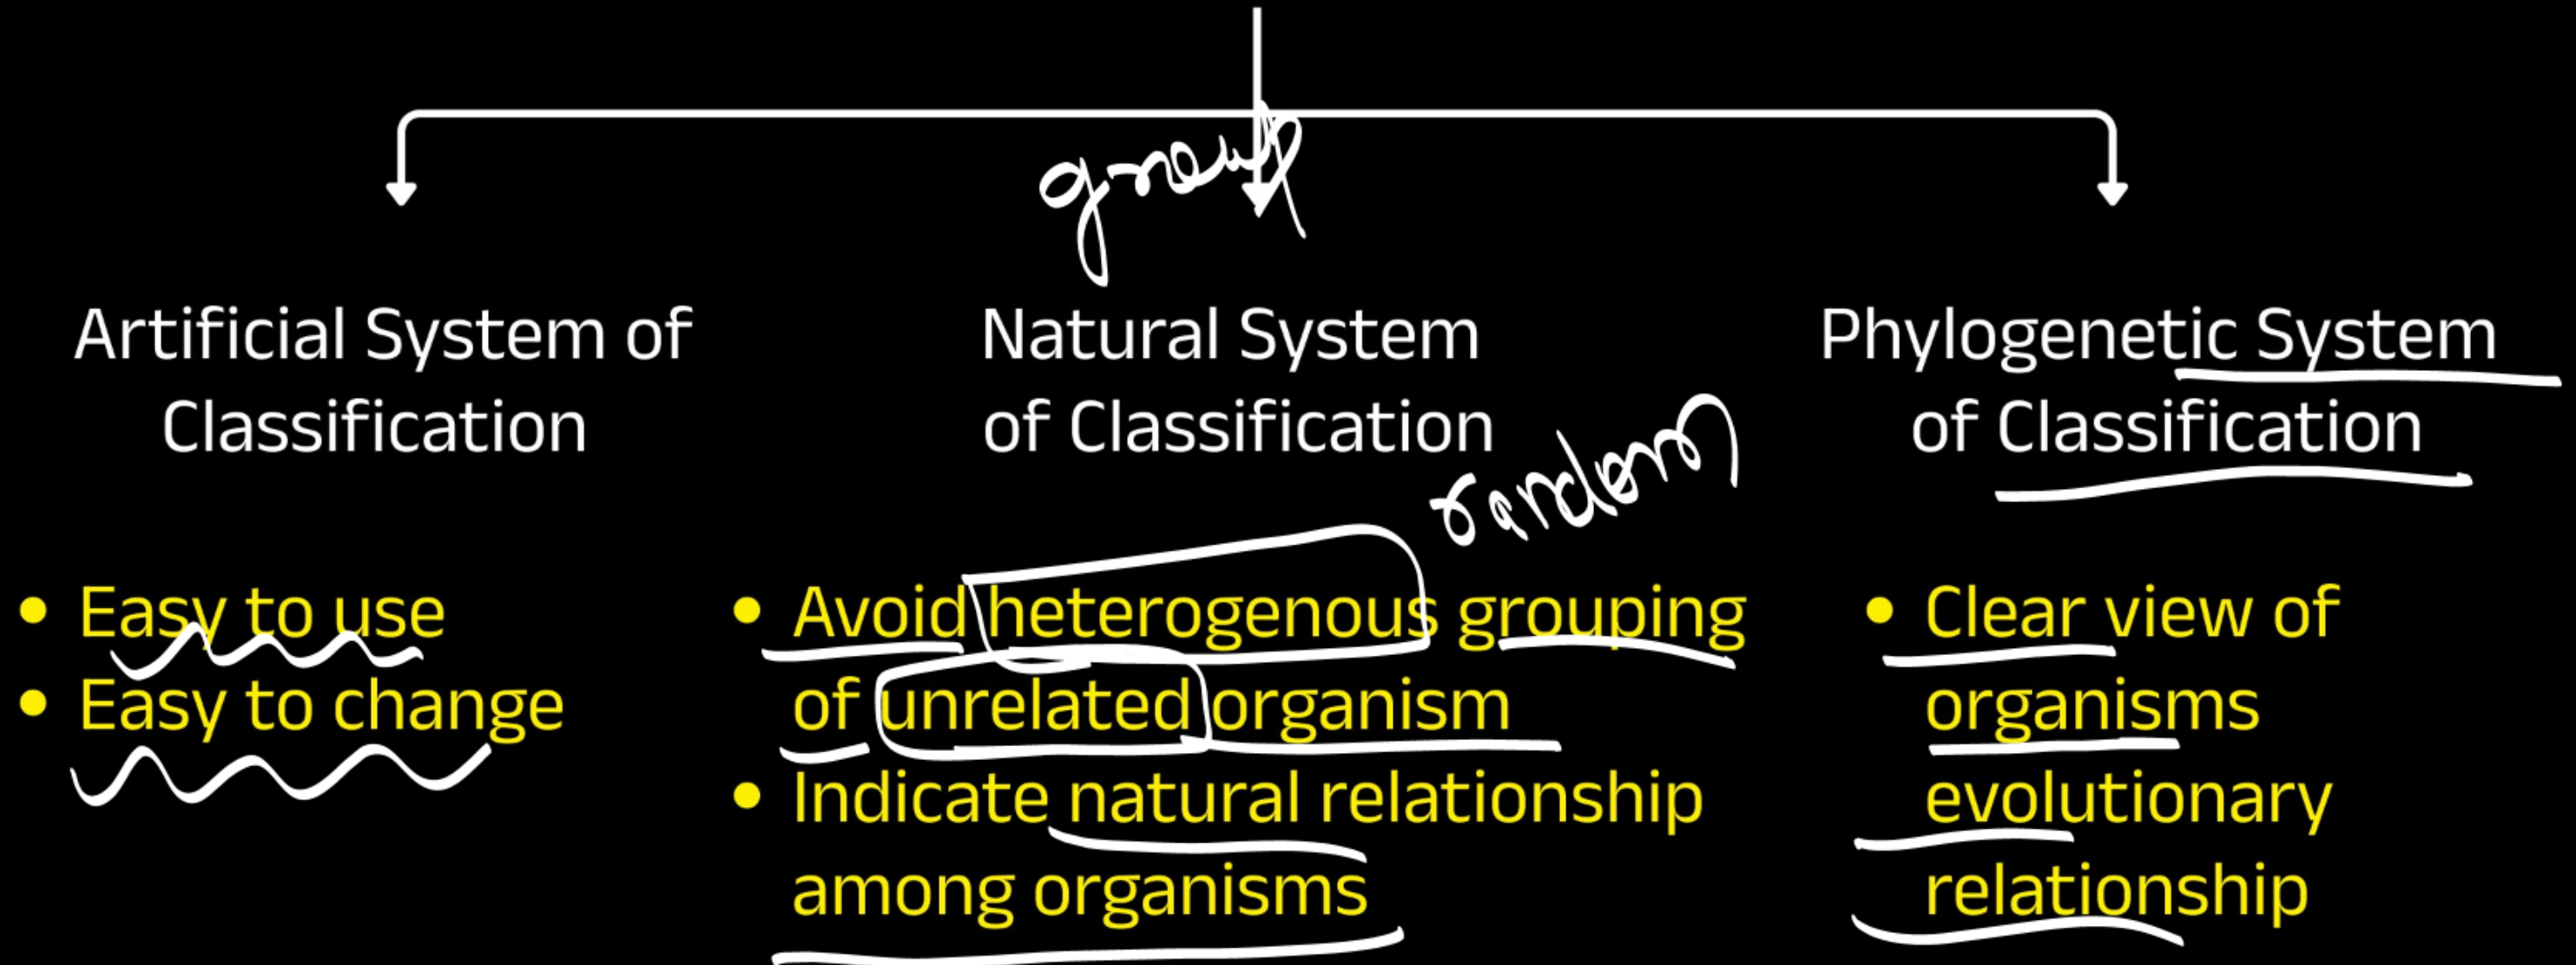 group
Artificial System of
Classification
Natural System
of Classification
Phylogenetic System
of Classification
random
• Easy to use
• Easy to change
• Avoid heterogenous grouping
of unrelated organism
• Indicate natural relationship
among organisms
• Clear view of
organisms
evolutionary
relationship